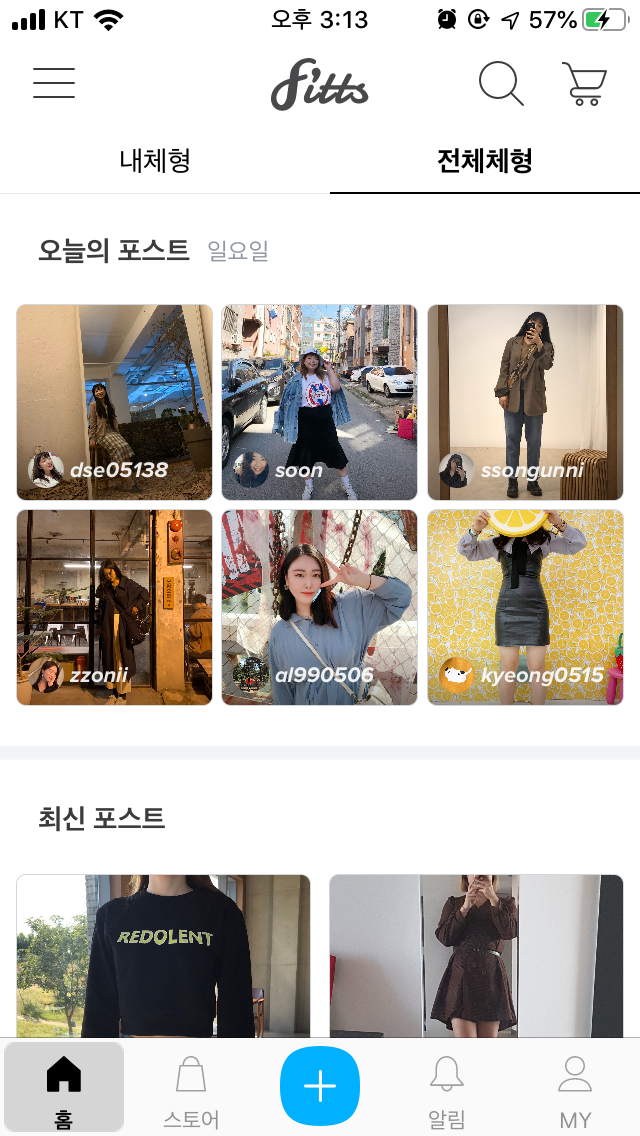 KT 오후 3:13 57%
Fitts
내체형 전체체형
오늘의 포스트 일요일
dse05138 soon ssongunni
zzonii al990506 kyeong0515
최신 포스트
REDOLENT
홈 스토어 알림 MY